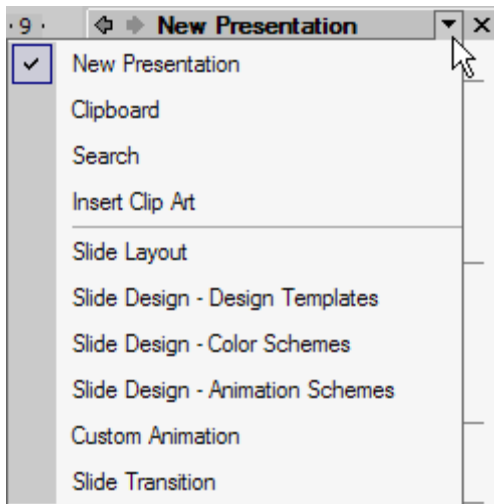 · 9 ·
New Presentation
New Presentation
Clipboard
Search
Insert Clip Art
Slide Layout
Slide Design - Design Templates
Slide Design - Color Schemes
Slide Design - Animation Schemes
Custom Animation
Slide Transition